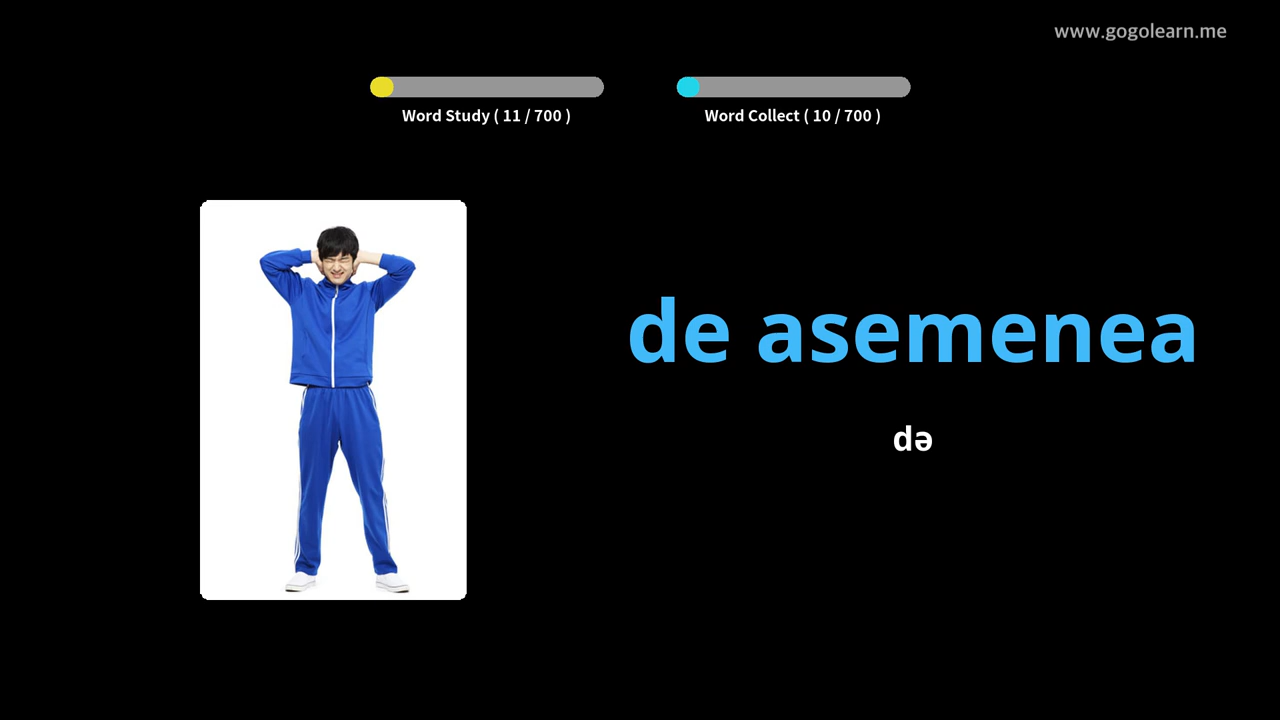 www.gogolearn.me
Word Study ( 11 / 700 )
Word Collect ( 10 / 700 )
de asemenea
də